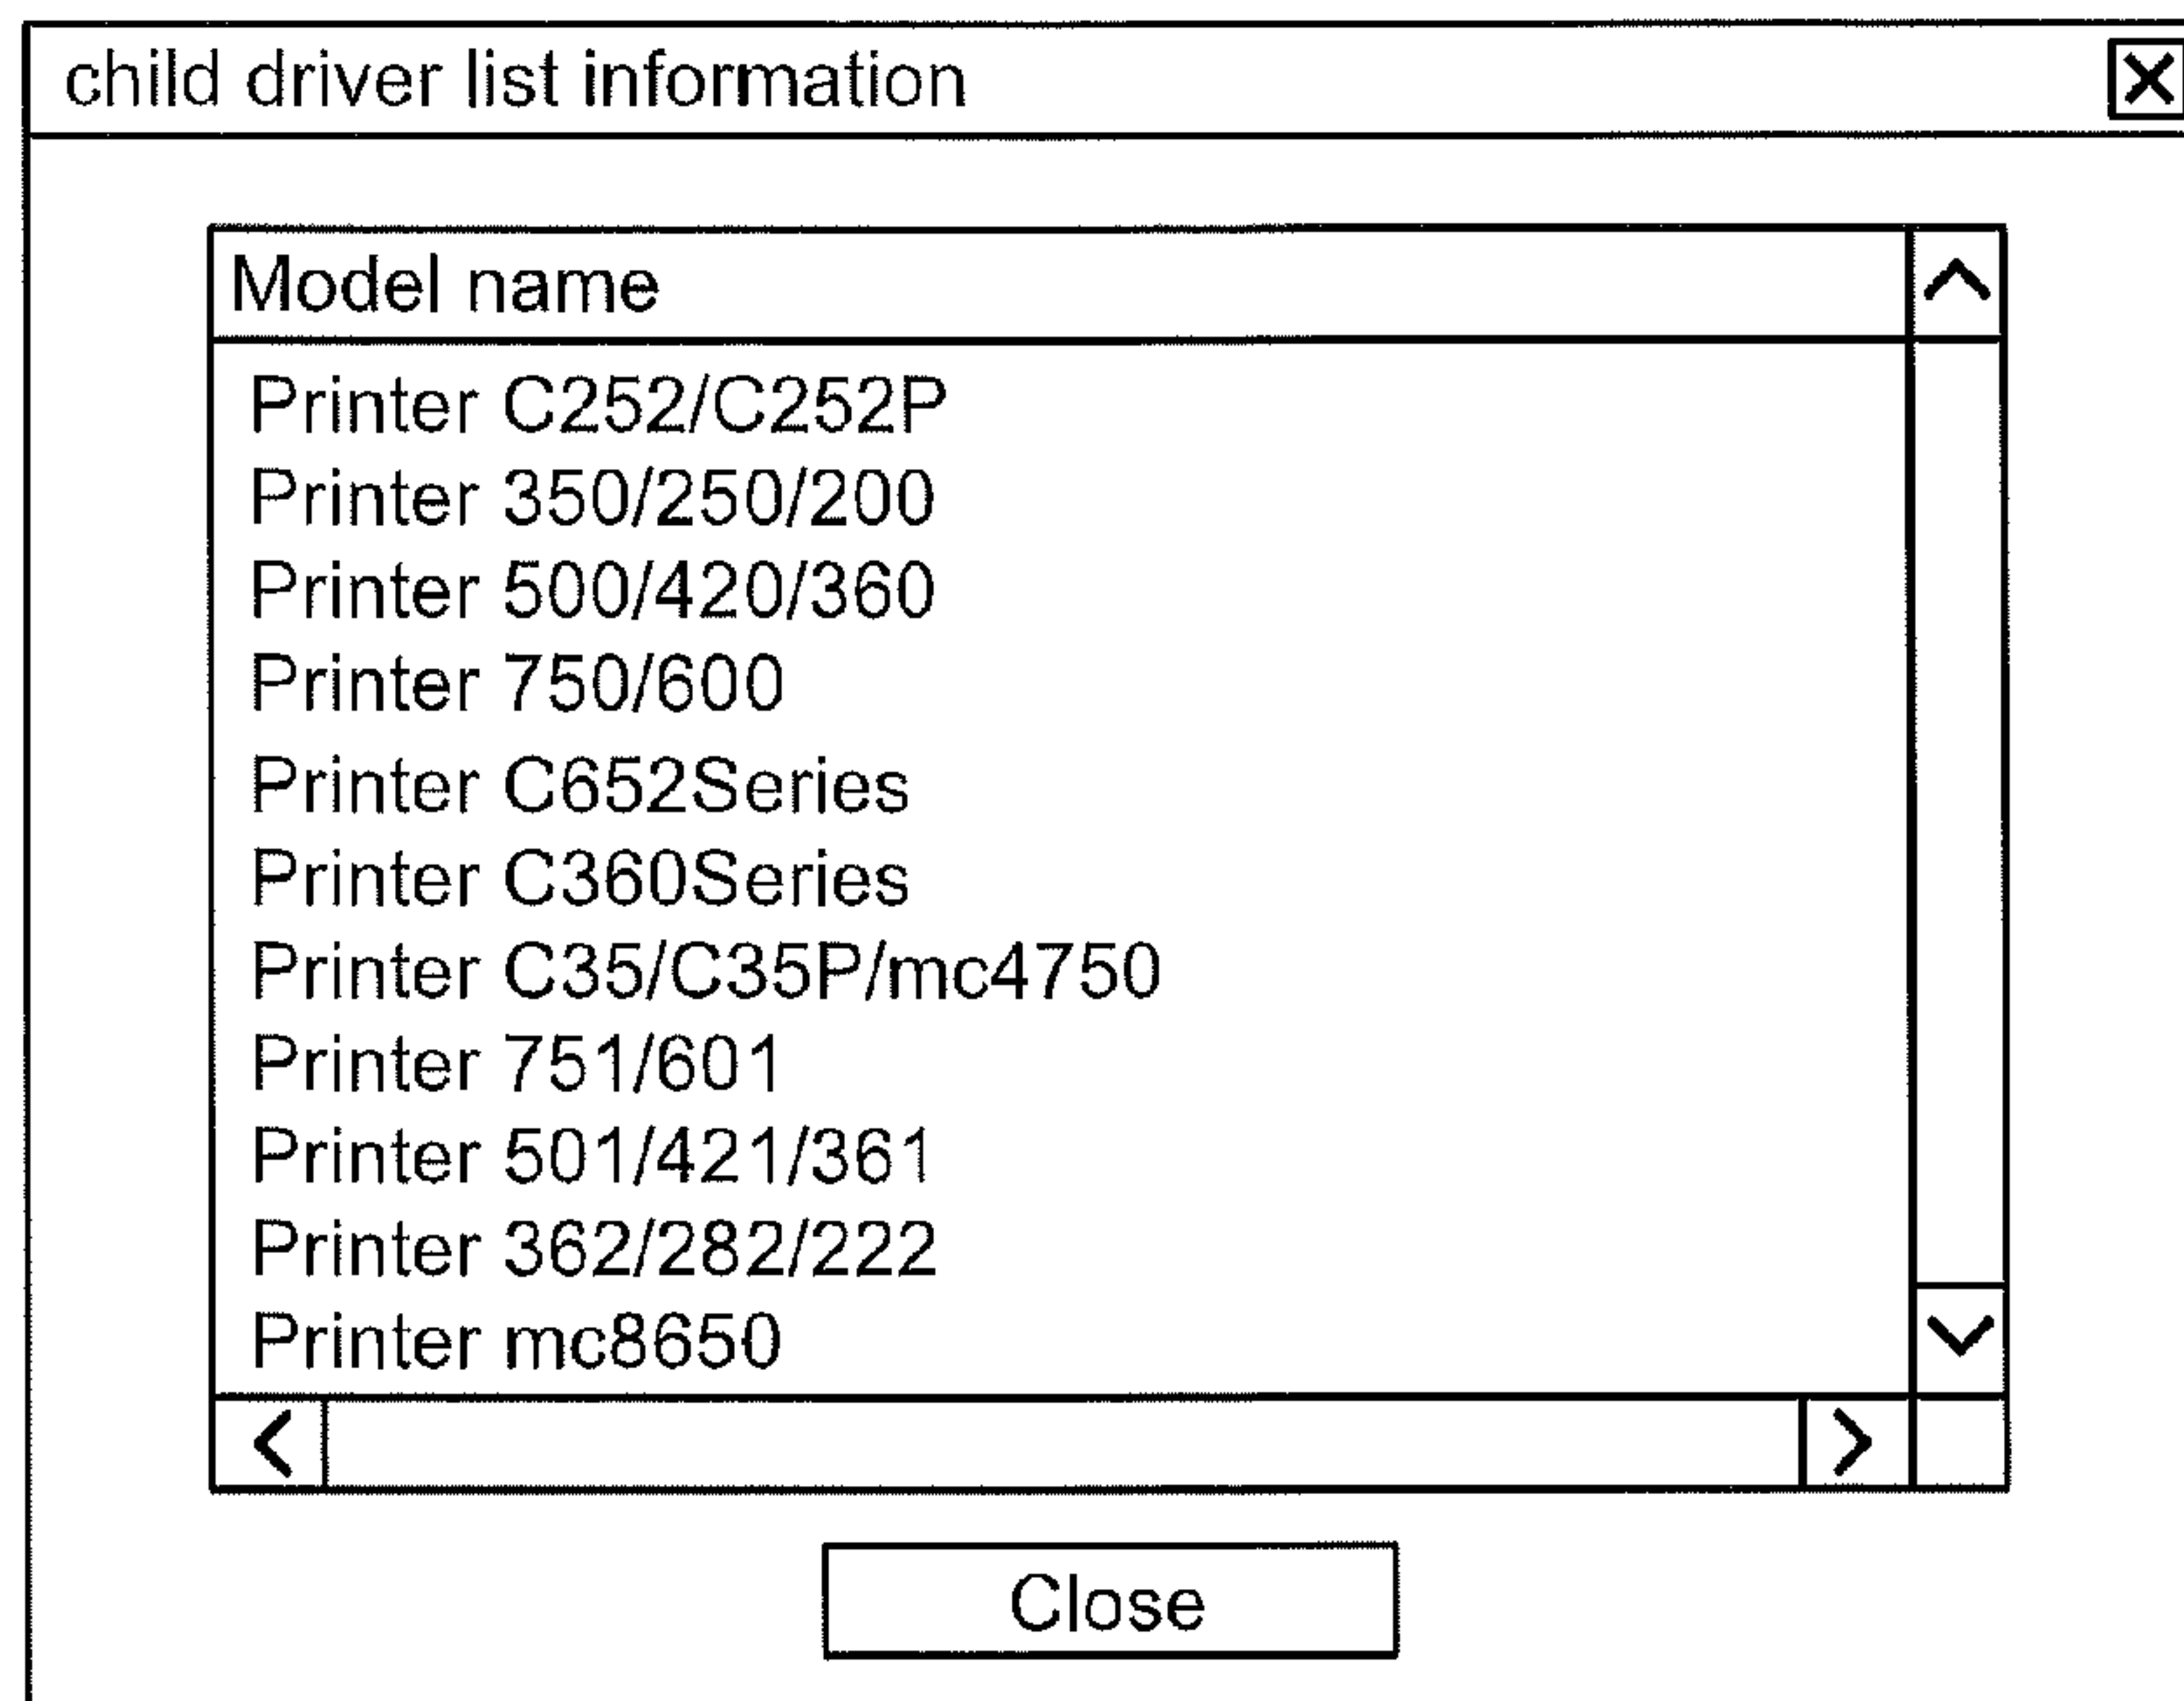 child driver list information
Model name
Printer C252/C252P
Printer 350/250/200
Printer 500/420/360
Printer 750/600
Printer C652Series
Printer C360Series
Printer C35/C35P/mc4750
Printer 751/601
Printer 501/421/361
Printer 362/282/222
Printer mc8650
Close